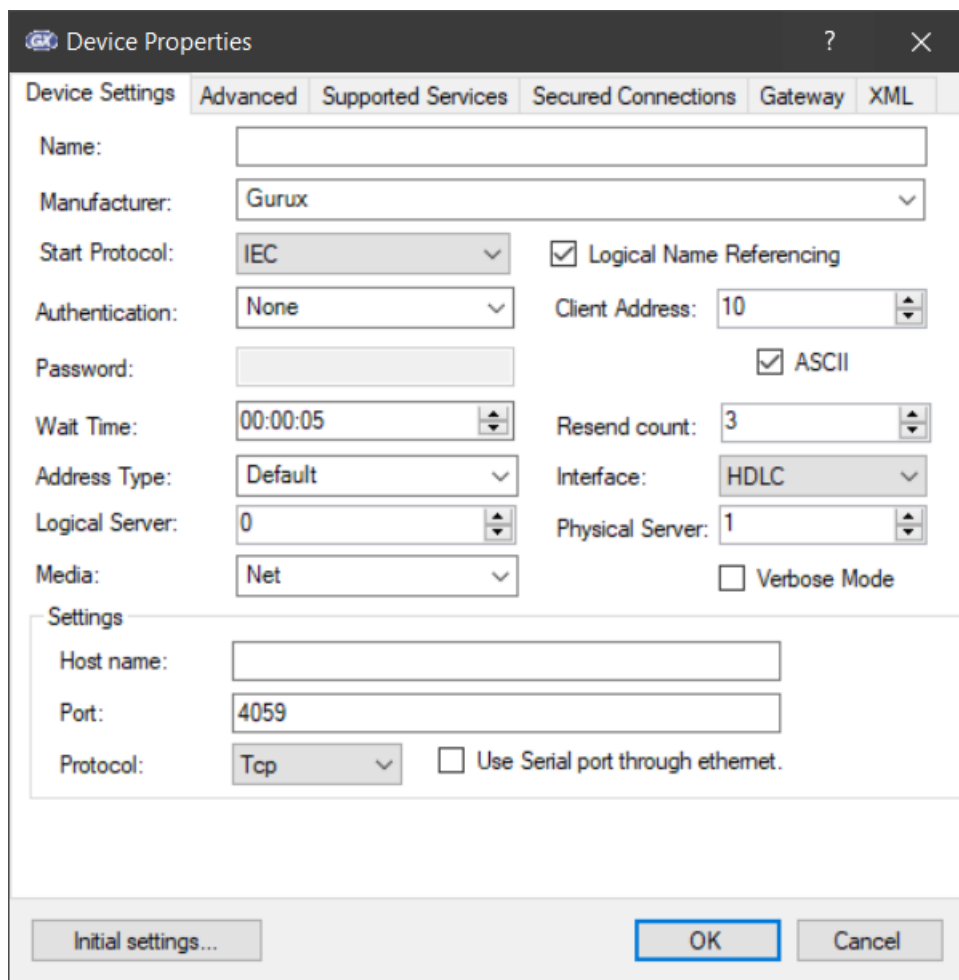 GX Device Properties ?
Device Settings Advanced Supported Services Secured Connections Gateway XML
Name:
Manufacturer: Gurux
Start Protocol: IEC Logical Name Referencing
Authentication: None Client Address: 10
Password: ASCII
Wait Time: 00:00:05 Resend count: 3
Address Type: Default Interface: HDLC
Logical Server: 0 Physical Server: 1
Media: Net Verbose Mode
Settings
Host name:
Port: 4059
Protocol: Tcp Use Serial port through ethernet.
Initial settings... OK Cancel